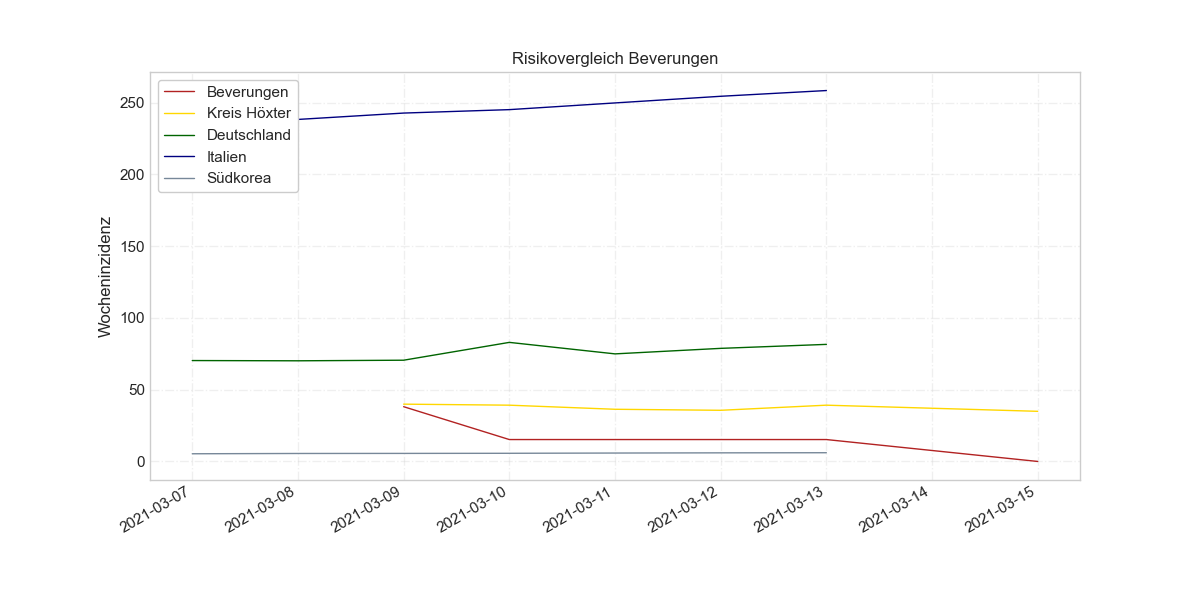 Risikovergleich Beverungen
Beverungen
Kreis Höxter
Deutschland
Italien
Südkorea
Wocheninzidenz
250
200
150
100
50
0
2021-03-07
2021-03-08
2021-03-09
2021-03-10
2021-03-11
2021-03-12
2021-03-13
2021-03-14
2021-03-15